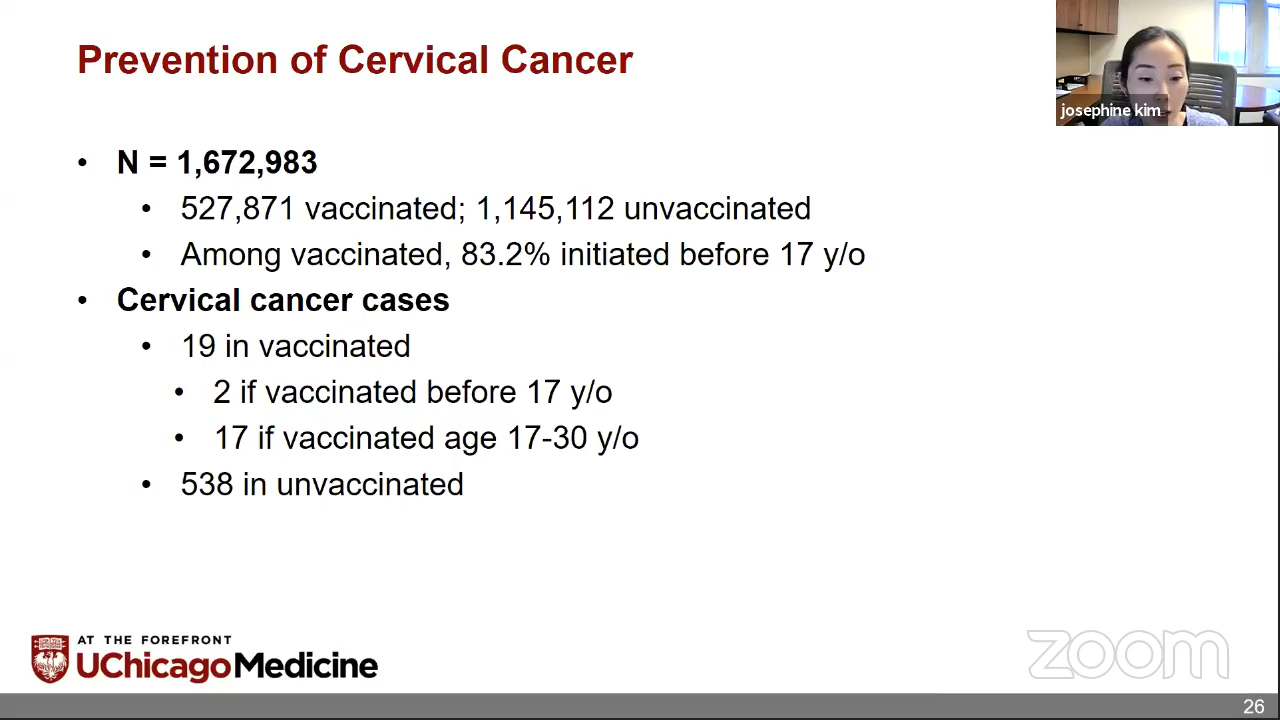 Prevention of Cervical Cancer
josephine kim
• N = 1,672,983
• 527,871 vaccinated; 1,145,112 unvaccinated
• Among vaccinated, 83.2% initiated before 17 y/o
• Cervical cancer cases
• 19 in vaccinated
• 2 if vaccinated before 17 y/o
• 17 if vaccinated age 17-30 y/o
• 538 in unvaccinated
AT THE FOREFRONT
UChicago Medicine
zoom
26